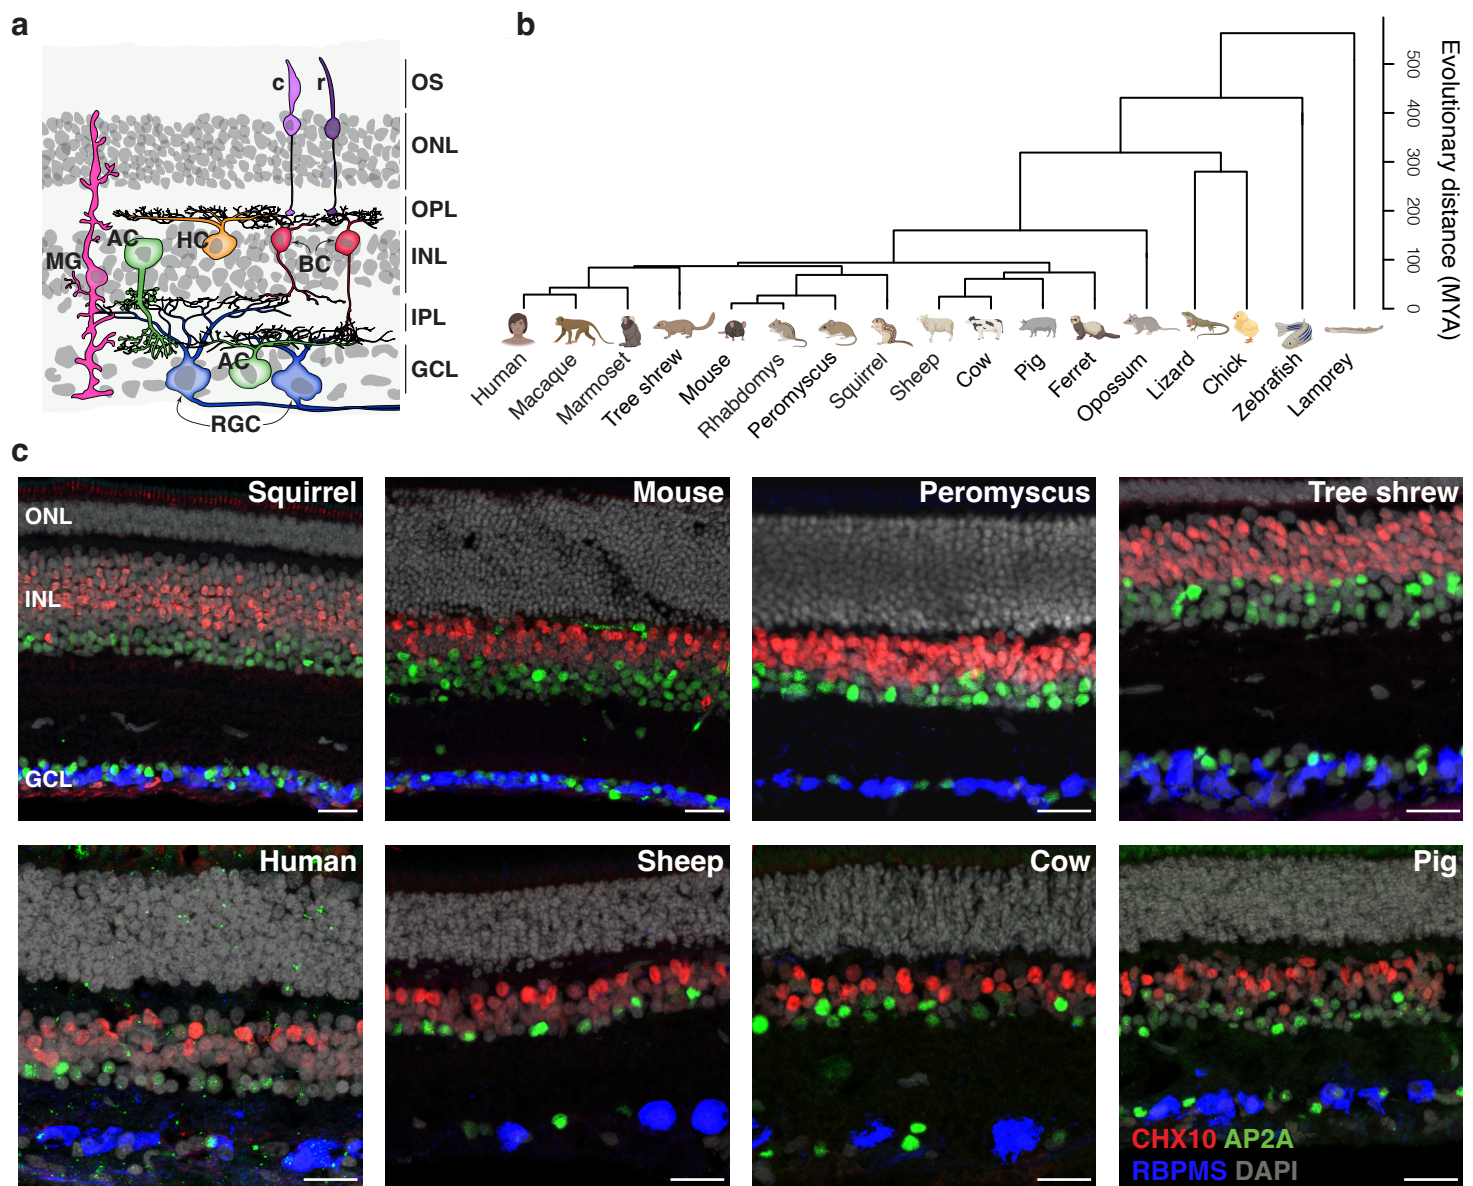 a
c
r
OS
ONL
OPL
AC
HC
BC
MG
INL
IPL
AC
GCL
RGC
b
Evolutionary distance (MYA)
500
400
300
200
100
0
Human
Macaque
Marmoset
Tree shrew
Mouse
Rhabdomys
Peromyscus
Squirrel
Sheep
Cow
Pig
Ferret
Opossum
Lizard
Chick
Zebrafish
Lamprey
c
Squirrel
ONL
INL
GCL
Mouse
Peromyscus
Tree shrew
Human
Sheep
Cow
Pig
CHX10 AP2A
RBPMS DAPI